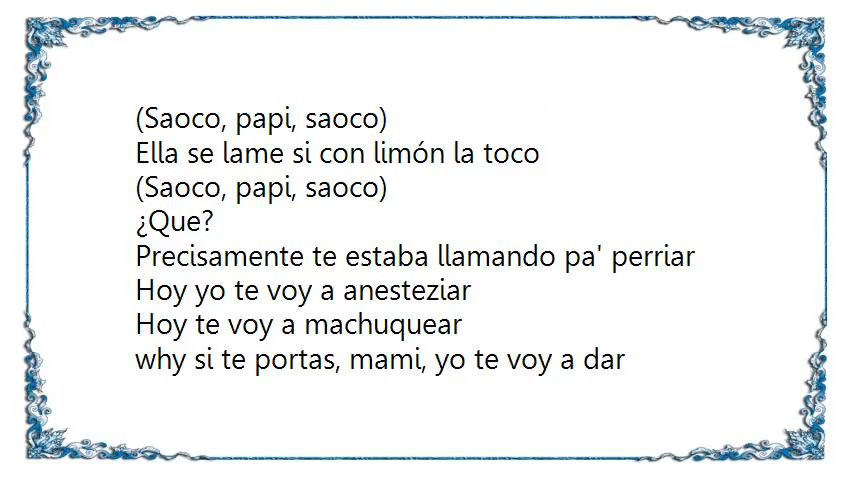 (Saoco, papi, saoco)
Ella se lame si con limón la toco
(Saoco, papi, saoco)
¿Que?
Precisamente te estaba llamando pa' perriar
Hoy yo te voy a anesteziar
Hoy te voy a machuquear
why si te portas, mami, yo te voy a dar